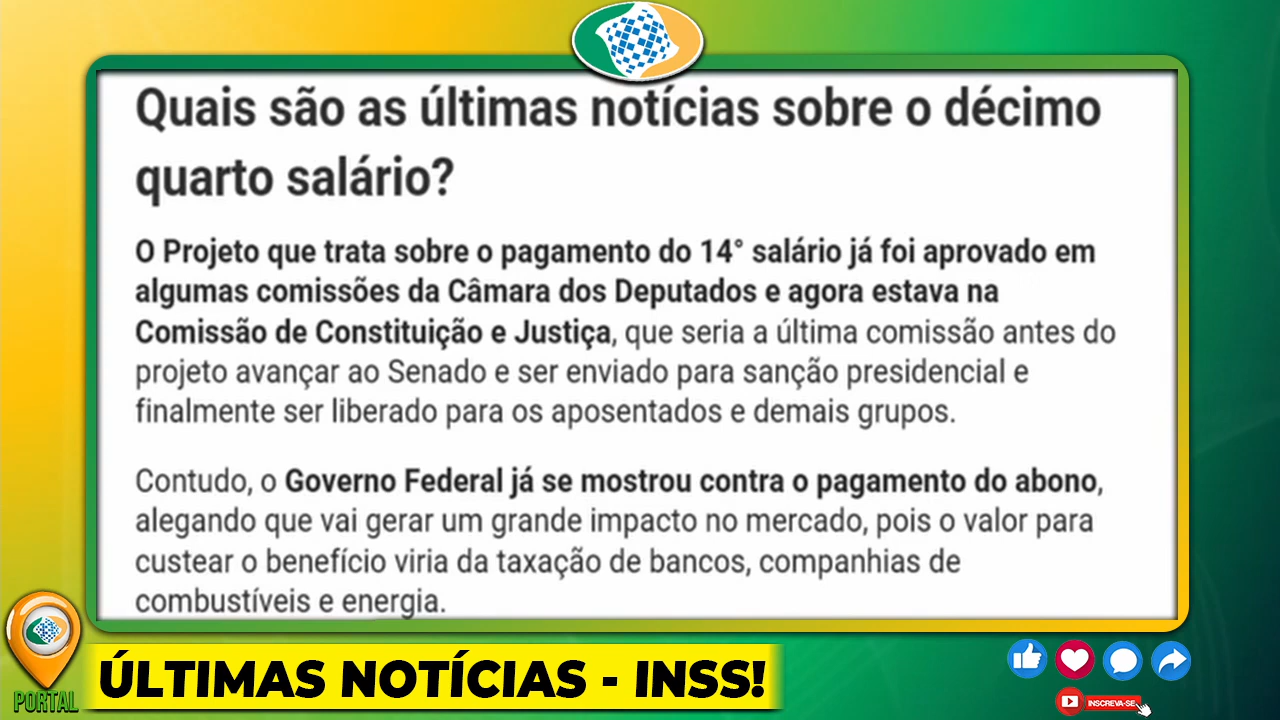 Quais são as últimas notícias sobre o décimo
quarto salário?
O Projeto que trata sobre o pagamento do 14° salário já foi aprovado em
algumas comissões da Câmara dos Deputados e agora estava na
Comissão de Constituição e Justiça, que seria a última comissão antes do
projeto avançar ao Senado e ser enviado para sanção presidencial e
finalmente ser liberado para os aposentados e demais grupos.
Contudo, o Governo Federal já se mostrou contra o pagamento do abono,
alegando que vai gerar um grande impacto no mercado, pois o valor para
custear o benefício viria da taxação de bancos, companhias de
combustíveis e energia.
PORTAL
ÚLTIMAS NOTÍCIAS - INSS!
INSCREVA-SE